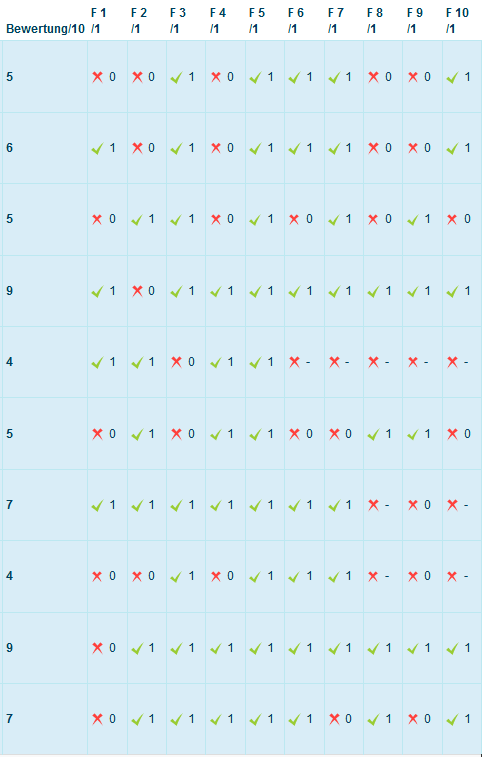 F 1 F 2 F 3 F 4 F 5 F 6 F 7 F 8 F 9 F 10
Bewertung/10 /1 /1 /1 /1 /1 /1 /1 /1 /1 /1
5 0 0 1 0 1 1 1 0 0 1
6 1 0 1 0 1 1 1 0 0 1
5 0 1 1 0 1 0 1 0 1 0
9 1 0 1 1 1 1 1 1 1 1
4 1 1 0 1 1 - - - - -
5 0 1 0 1 1 0 0 1 1 0
7 1 1 1 1 1 1 1 - 0 -
4 0 0 1 0 1 1 1 - 0 -
9 0 1 1 1 1 1 1 1 1 1
7 0 1 1 1 1 1 0 1 0 1